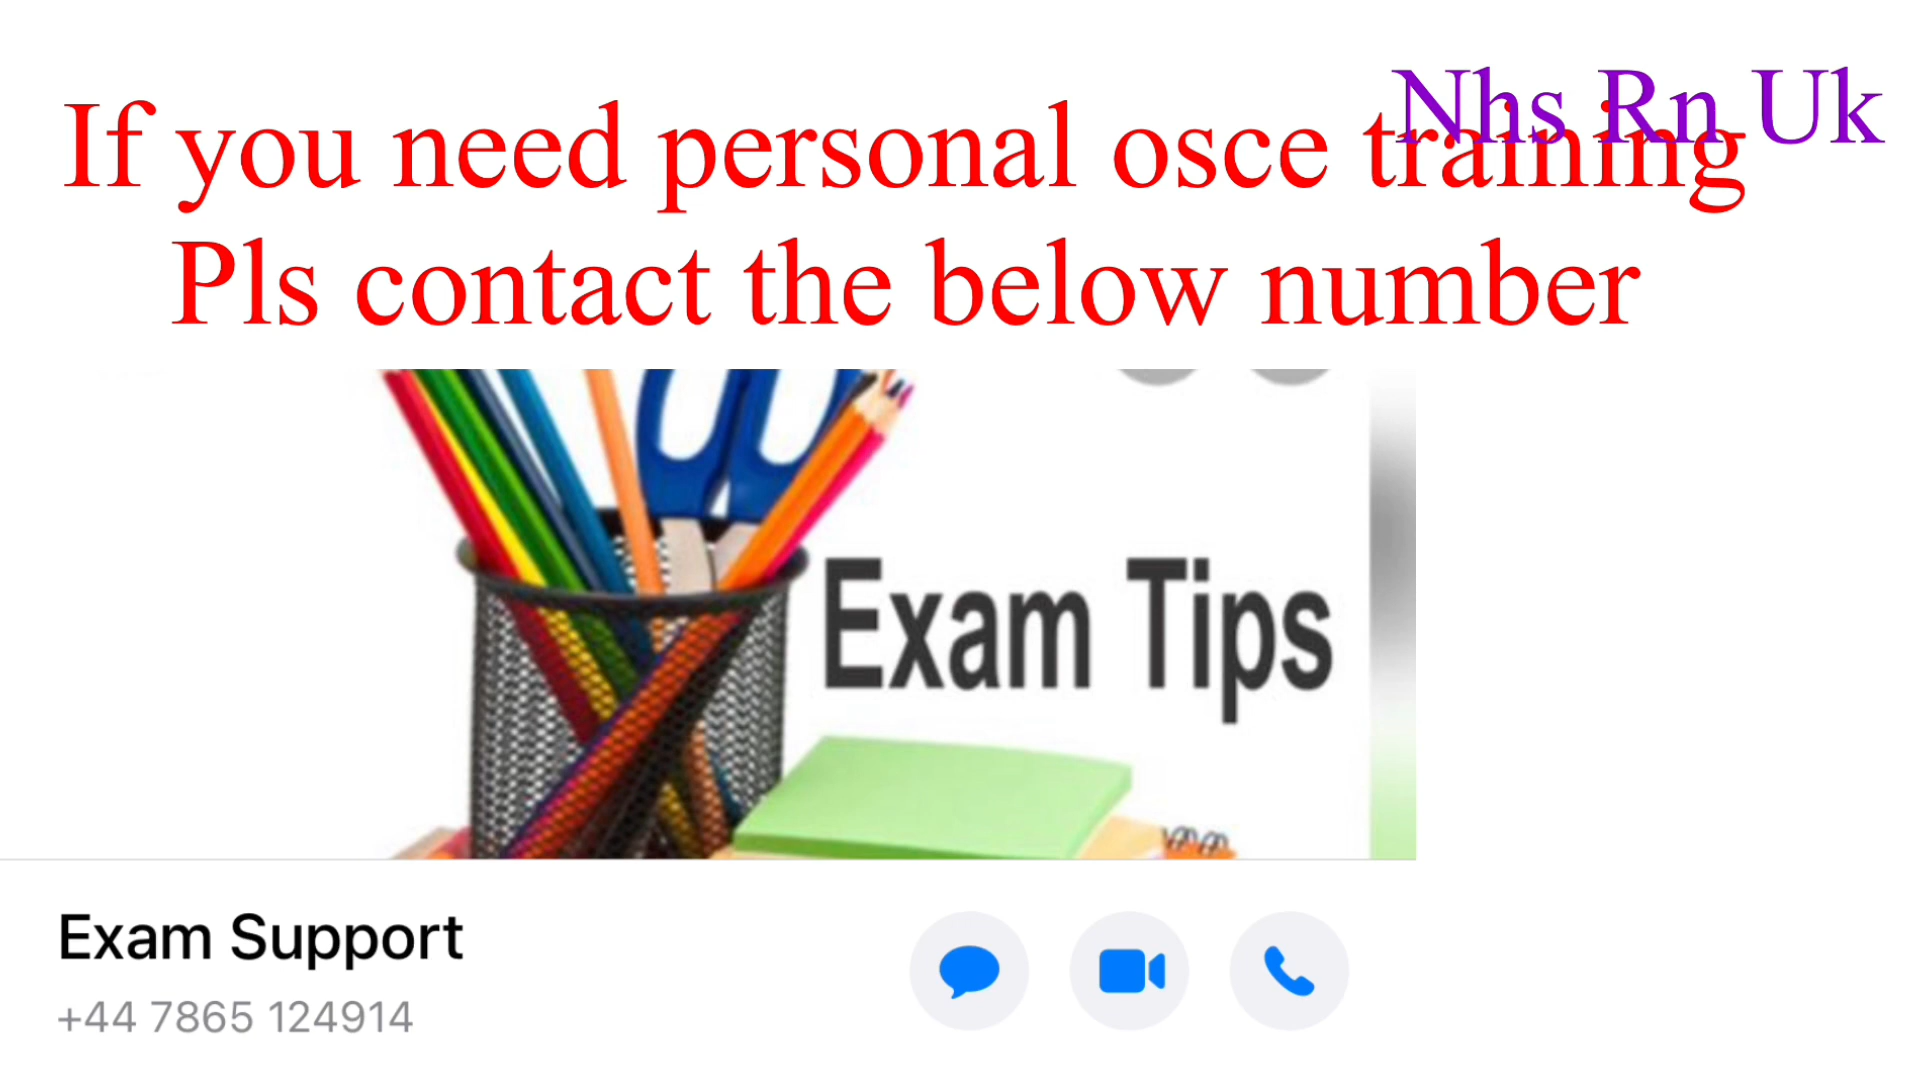 Nhs Rn Uk
If you need personal osce training
Pls contact the below number
Exam Tips
Exam Support
+44 7865 124914